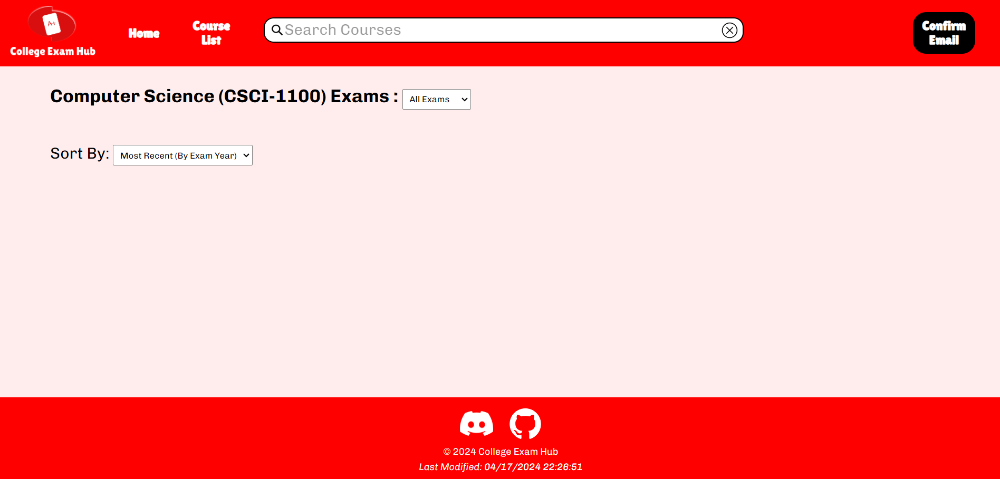 A+
College Exam Hub
Home
Course
List
Search Courses
Confirm
Email
Computer Science (CSCI-1100) Exams : All Exams
Sort By: Most Recent (By Exam Year)
© 2024 College Exam Hub
Last Modified: 04/17/2024 22:26:51